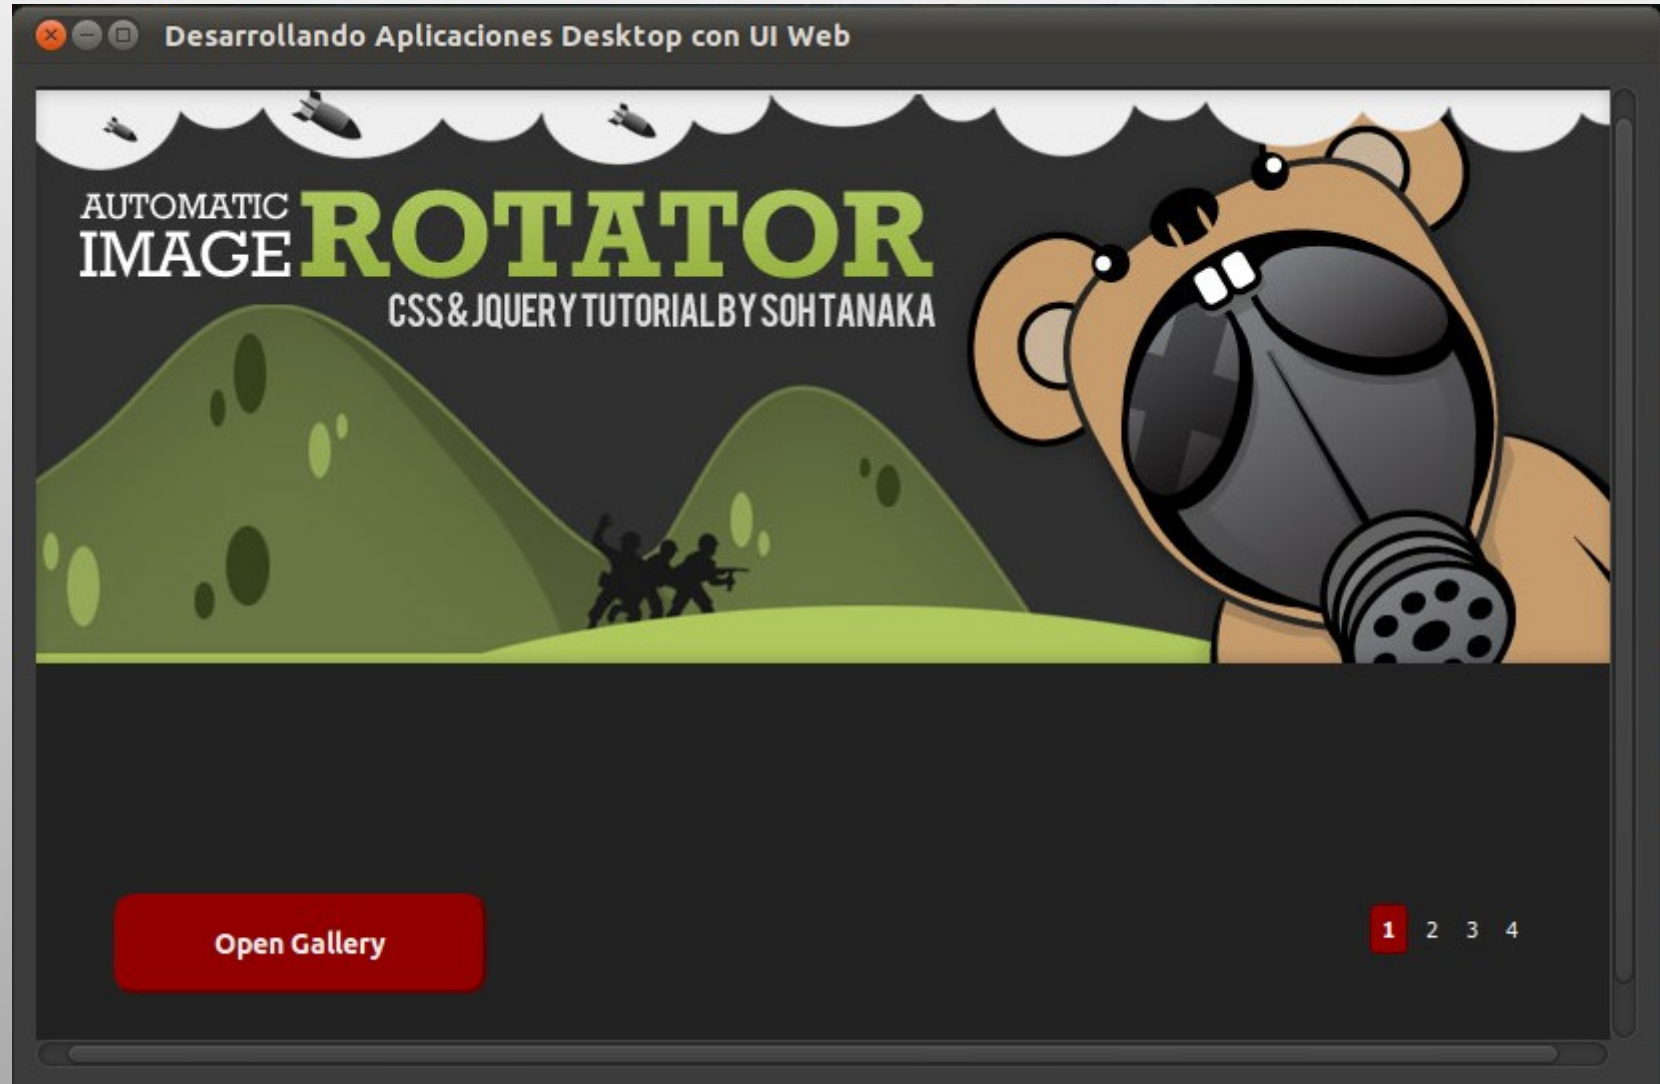 Desarrollando Aplicaciones Desktop con UI Web
AUTOMATIC
IMAGE ROTATOR
CSS & JQUERY TUTORIAL BY SOH TANAKA
Open Gallery
1 2 3 4